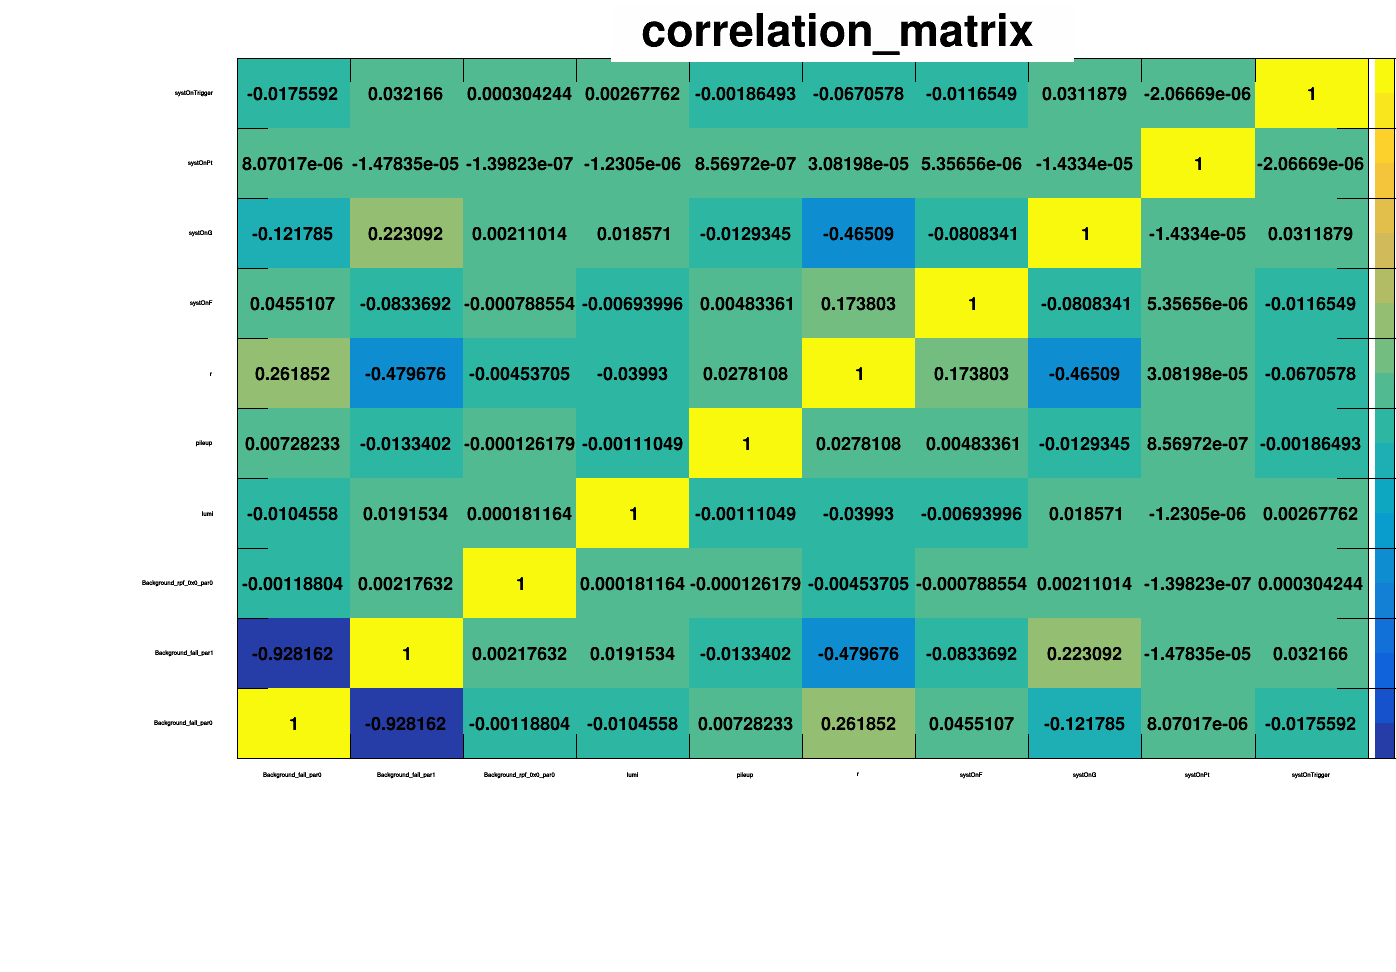 correlation_matrix
systOnTrigger -0.0175592 0.032166 0.000304244 0.00267762 -0.00186493 -0.0670578 -0.0116549 0.0311879 -2.06669e-06 1
systOnPt 8.07017e-06 -1.47835e-05 -1.39823e-07 -1.2305e-06 8.56972e-07 3.08198e-05 5.35656e-06 -1.4334e-05 1 -2.06669e-06
systOnG -0.121785 0.223092 0.00211014 0.018571 -0.0129345 -0.46509 -0.0808341 1 -1.4334e-05 0.0311879
systOnF 0.0455107 -0.0833692 -0.000788554 -0.00693996 0.00483361 0.173803 1 -0.0808341 5.35656e-06 -0.0116549
r 0.261852 -0.479676 -0.00453705 -0.03993 0.0278108 1 0.173803 -0.46509 3.08198e-05 -0.0670578
pileup 0.00728233 -0.0133402 -0.000126179 -0.00111049 1 0.0278108 0.00483361 -0.0129345 8.56972e-07 -0.00186493
lumi -0.0104558 0.0191534 0.000181164 1 -0.00111049 -0.03993 -0.00693996 0.018571 -1.2305e-06 0.00267762
Background_rpf_0x0_par0 -0.00118804 0.00217632 1 0.000181164 -0.000126179 -0.00453705 -0.000788554 0.00211014 -1.39823e-07 0.000304244
Background_fail_par1 -0.928162 1 0.00217632 0.0191534 -0.0133402 -0.479676 -0.0833692 0.223092 -1.47835e-05 0.032166
Background_fail_par0 1 -0.928162 -0.00118804 -0.0104558 0.00728233 0.261852 0.0455107 -0.121785 8.07017e-06 -0.0175592
Background_fail_par0 Background_fail_par1 Background_rpf_0x0_par0 lumi pileup r systOnF systOnG systOnPt systOnTrigger